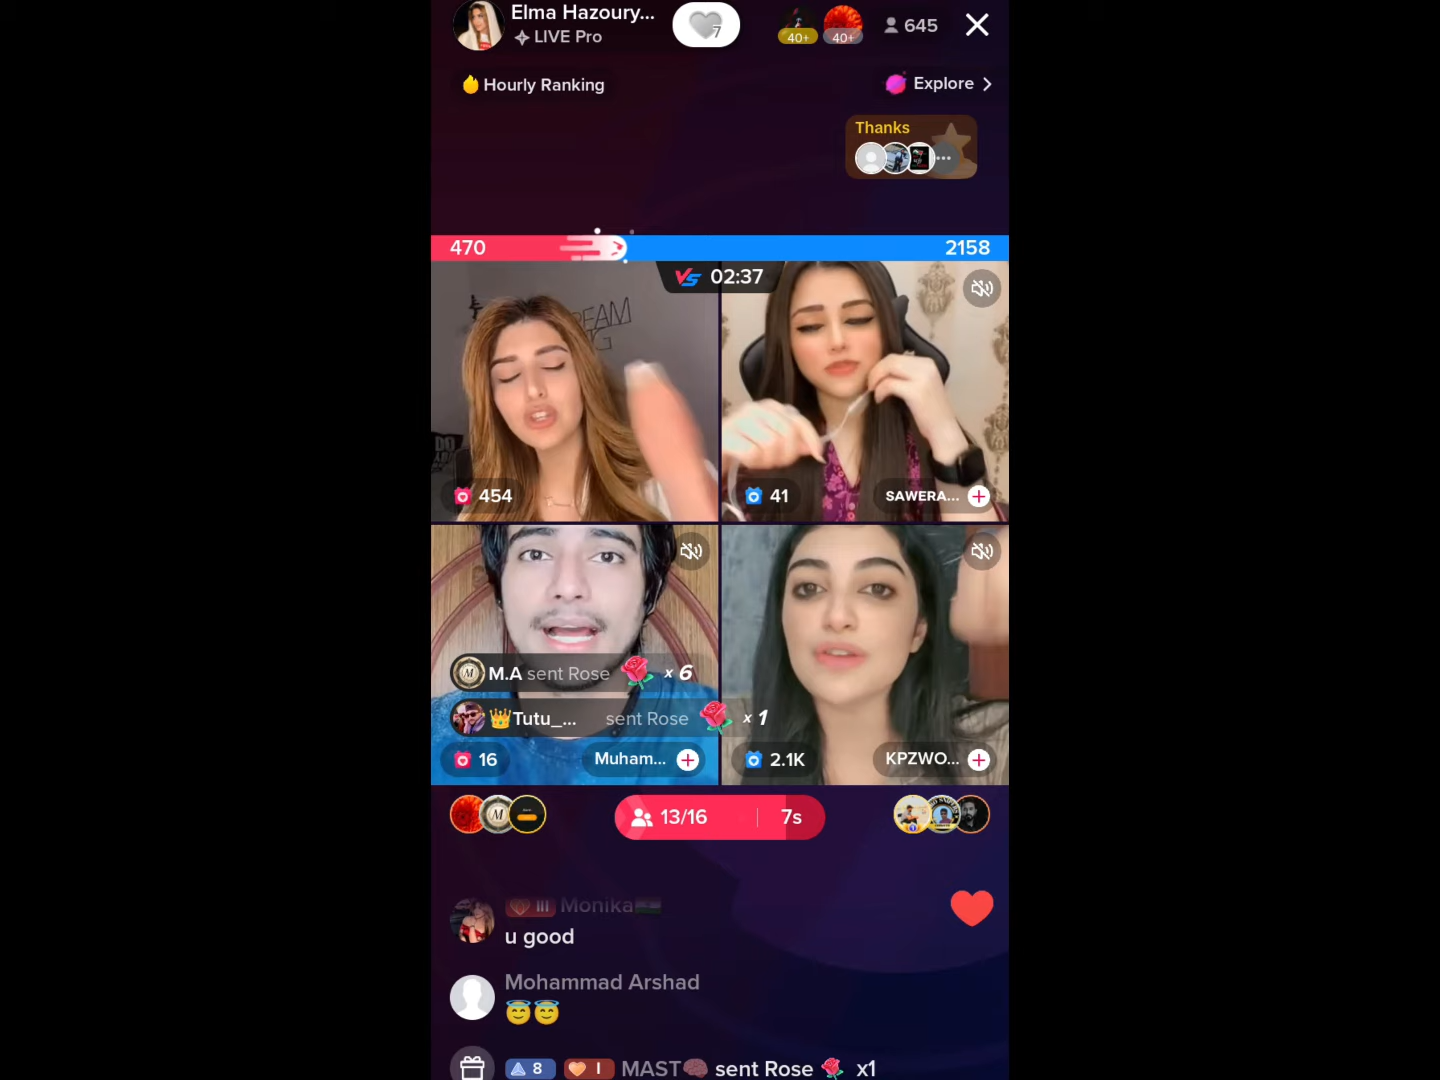 Elma Hazoury...
LIVE Pro
7
40+
40+
645
Hourly Ranking
Explore
Thanks
470
2158
VS 02:37
454
41
SAWERA...
M.A sent Rose x 6
👑Tutu_... sent Rose x 1
16
Muham...
2.1K
KPZWO...
13/16
7s
III Monika🇮🇳
u good
Mohammad Arshad
😇😇
8 I MAST🧠 sent Rose 🌹 x1